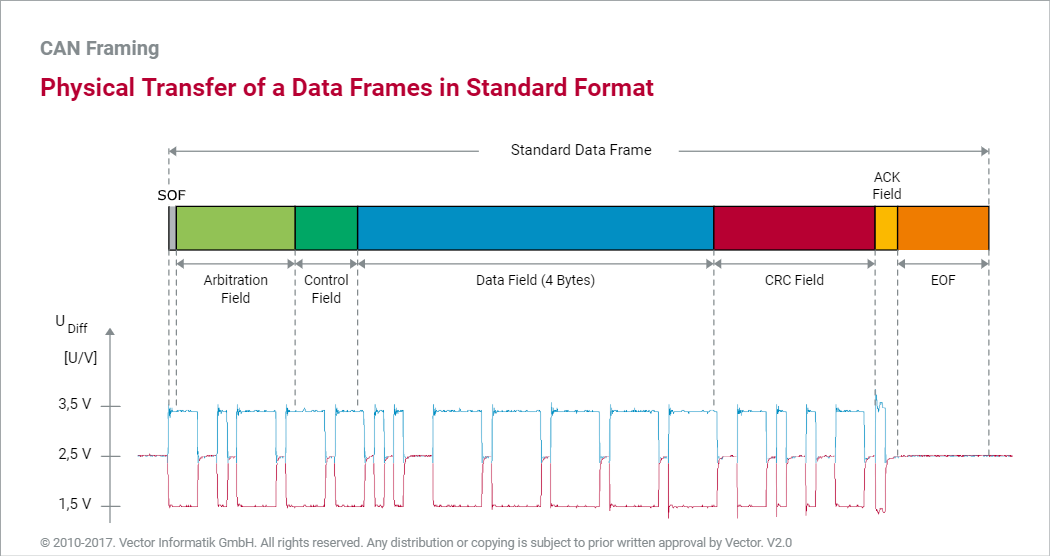 CAN Framing
Physical Transfer of a Data Frames in Standard Format
Standard Data Frame
SOF
ACK
Field
Arbitration
Field
Control
Field
Data Field (4 Bytes)
CRC Field
EOF
U Diff
[U/V]
3,5 V
2,5 V
1,5 V
© 2010-2017. Vector Informatik GmbH. All rights reserved. Any distribution or copying is subject to prior written approval by Vector. V2.0